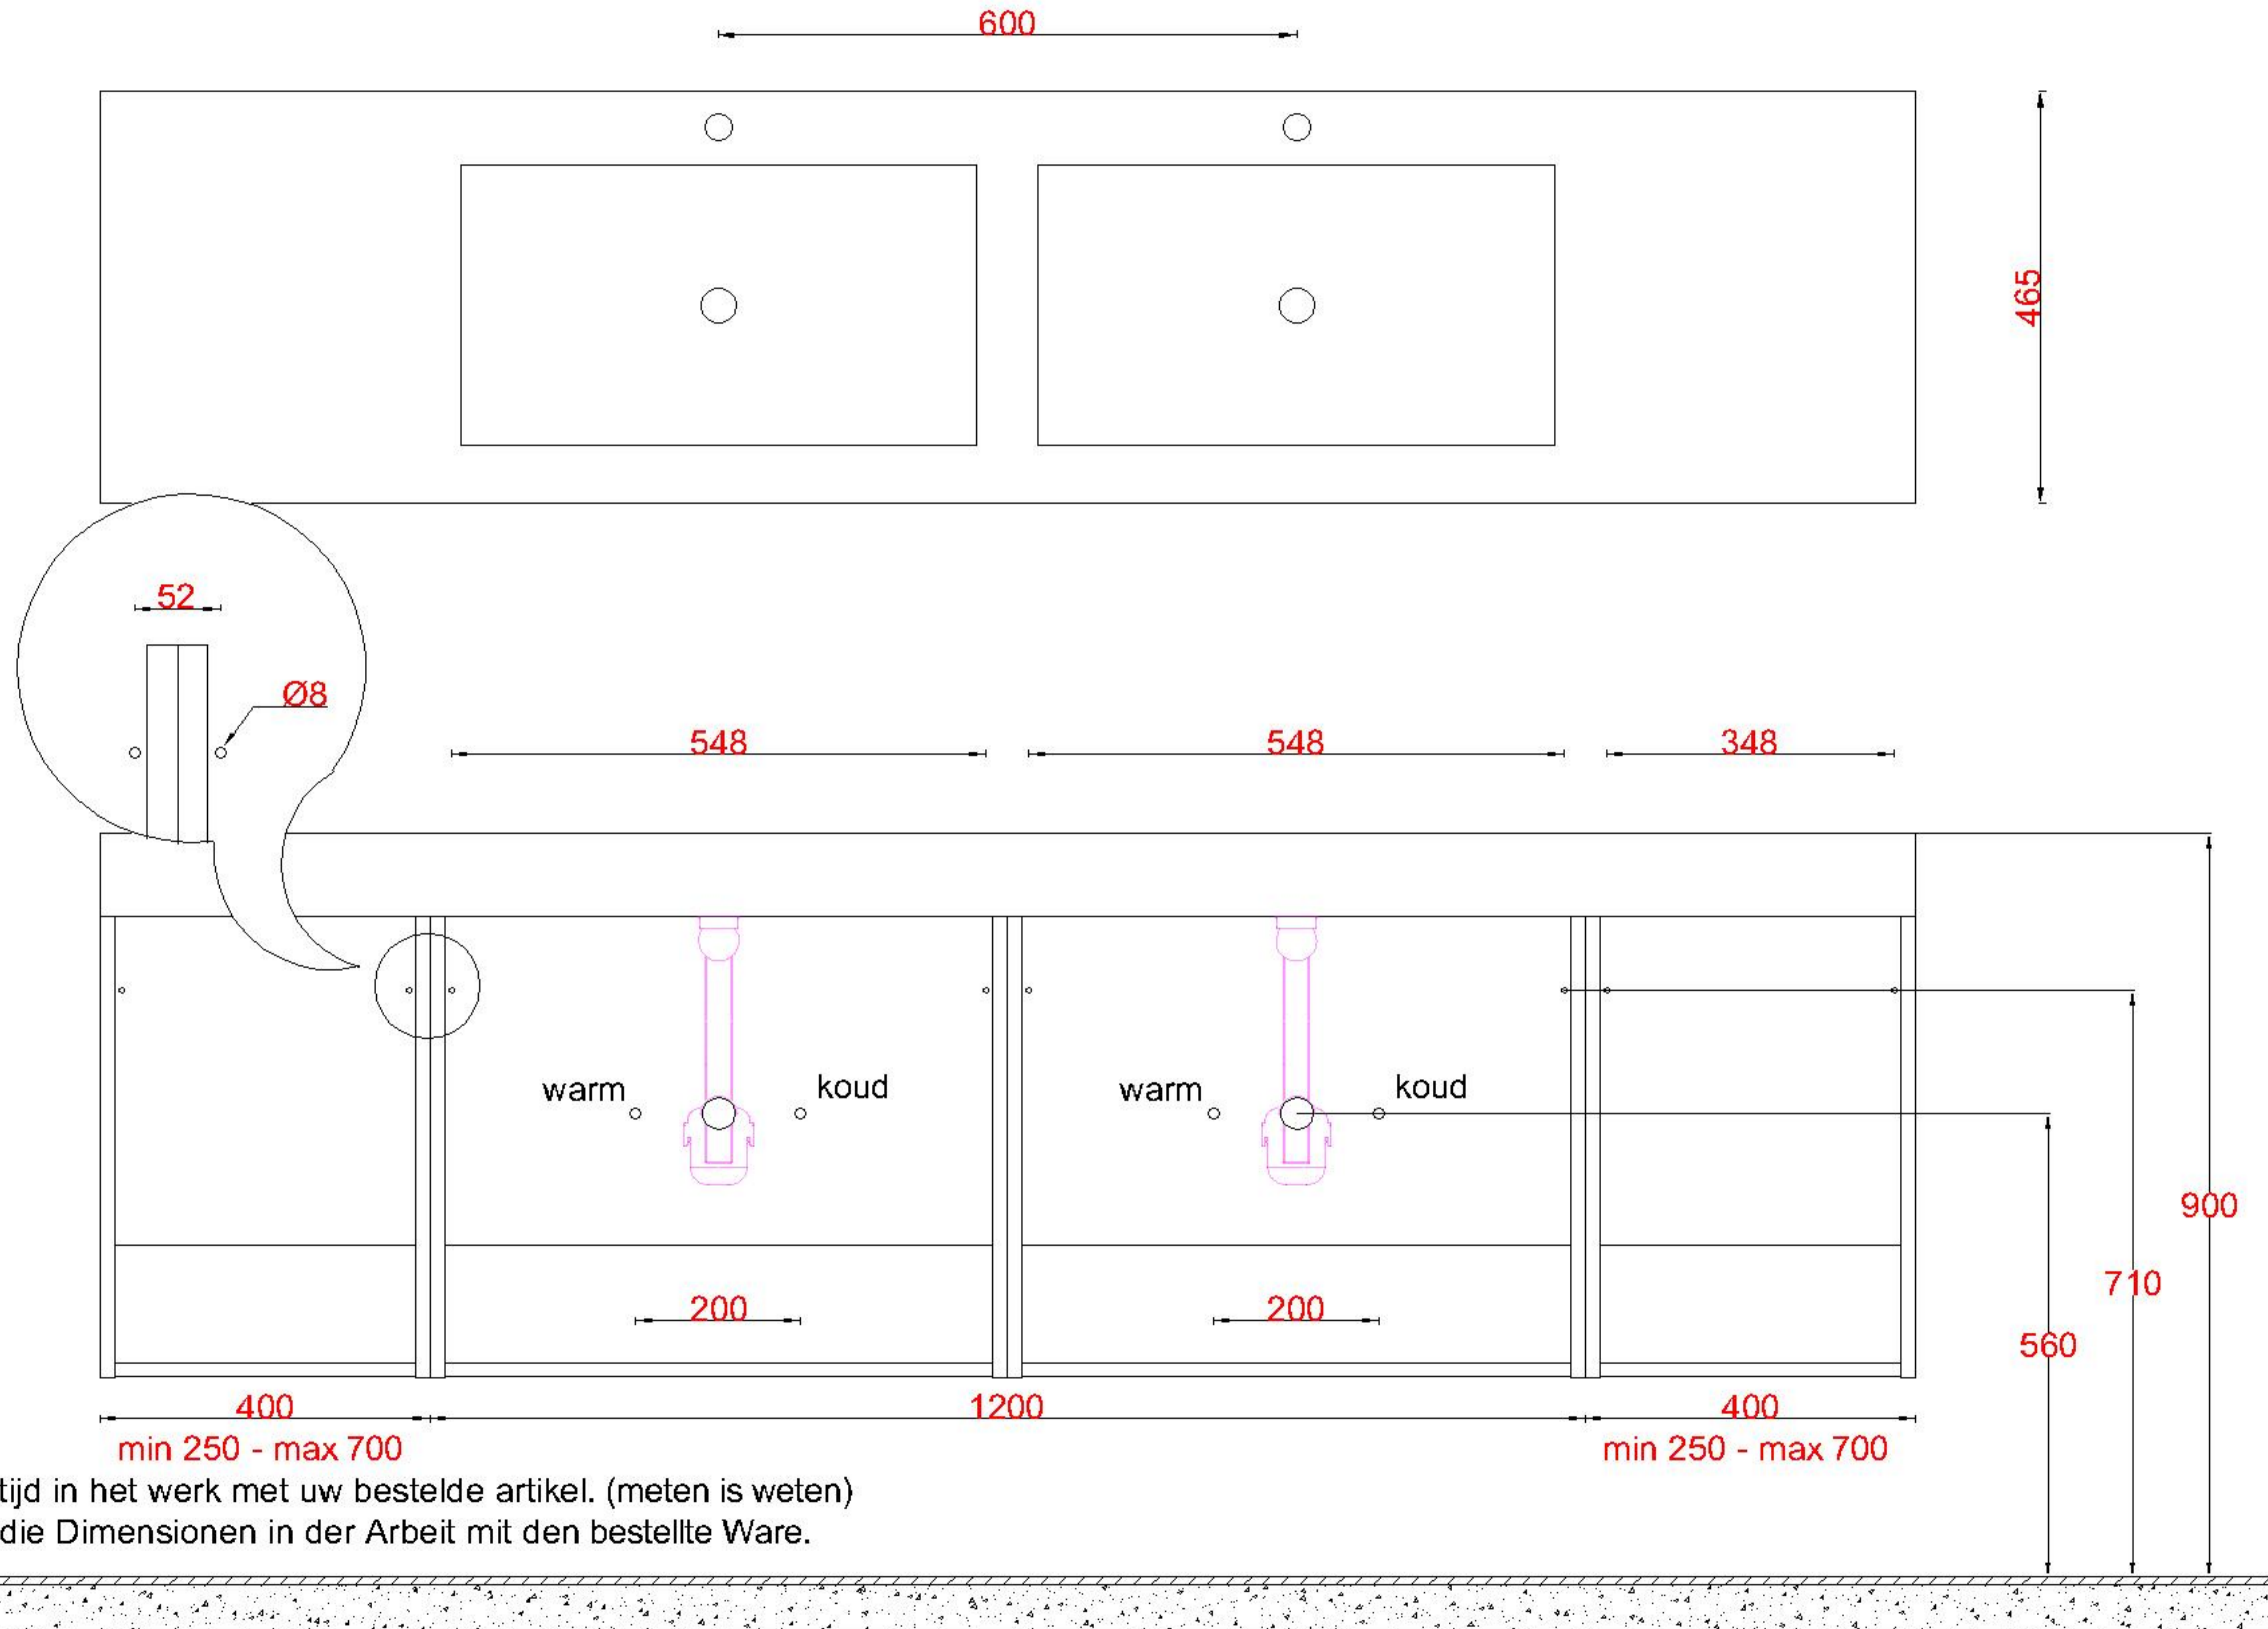 600
465
52
Ø8
548 548 348
warm koud warm koud
900
710
200 200
560
400 1200 400
min 250 - max 700 min 250 - max 700
tijd in het werk met uw bestelde artikel. (meten is weten)
die Dimensionen in der Arbeit mit den bestellte Ware.